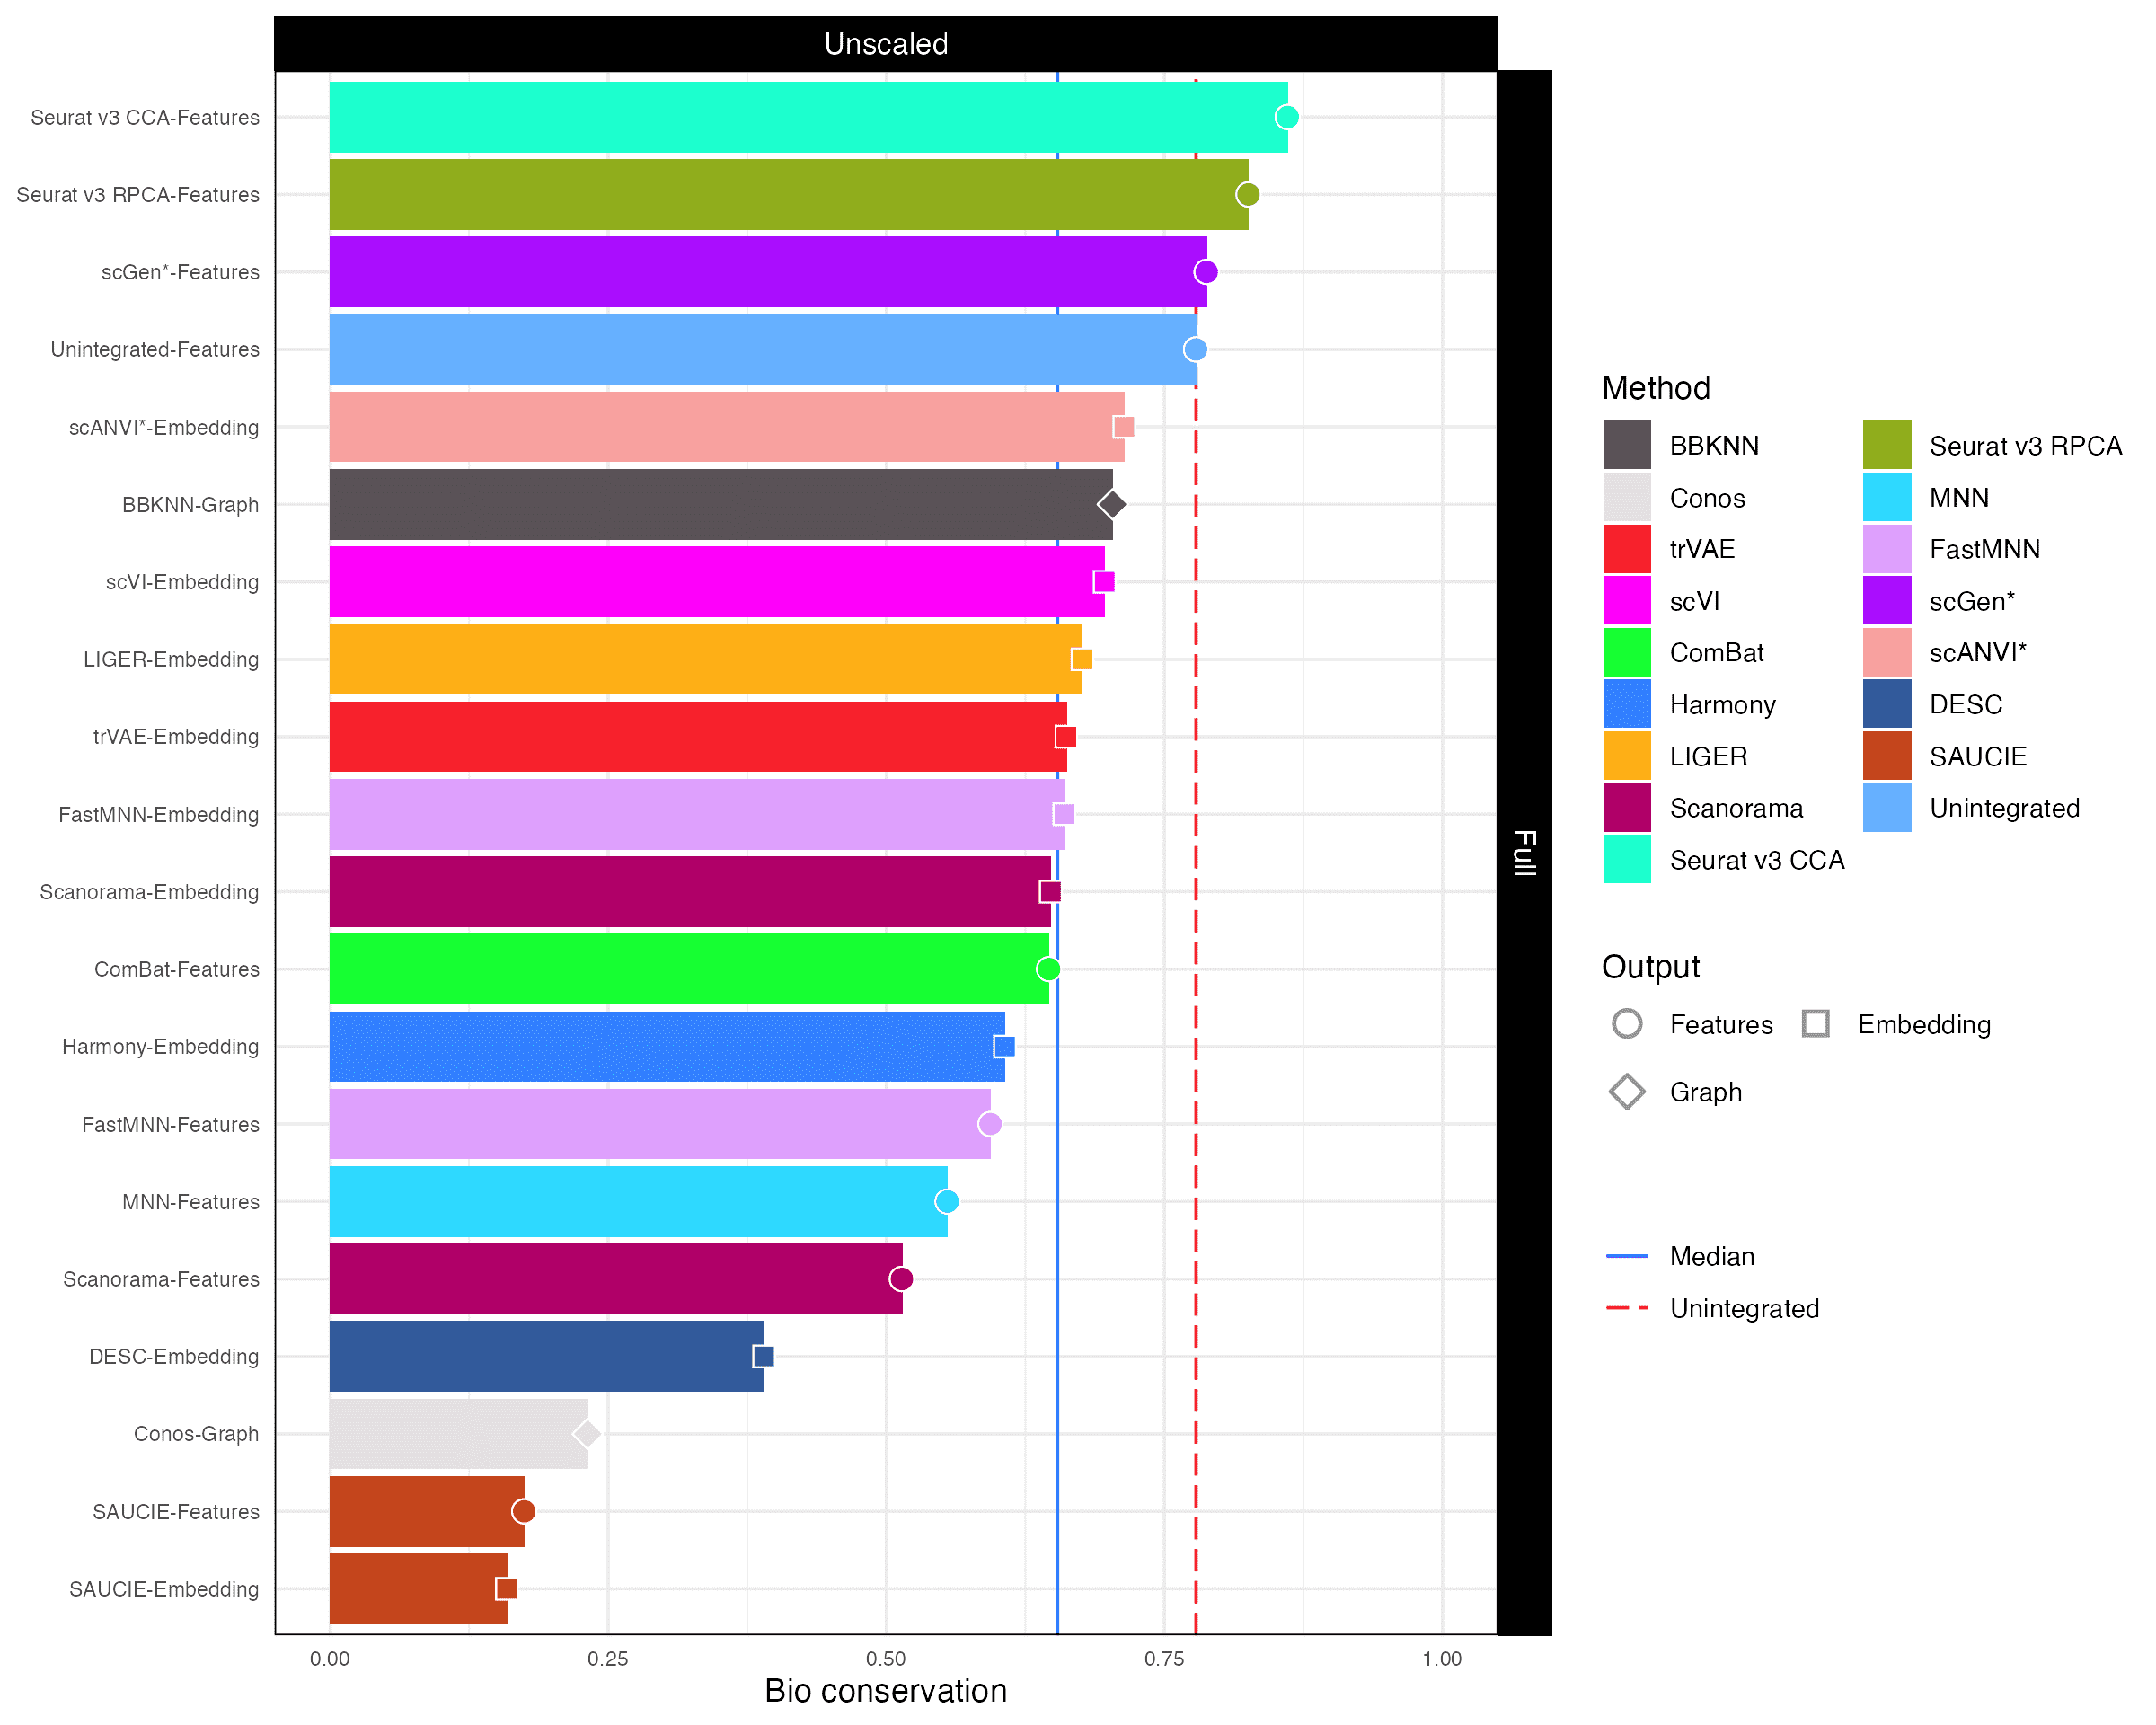 Unscaled
Seurat v3 CCA-Features
Seurat v3 RPCA-Features
scGen*-Features
Unintegrated-Features
scANVI*-Embedding
BBKNN-Graph
scVI-Embedding
LIGER-Embedding
trVAE-Embedding
FastMNN-Embedding
Scanorama-Embedding
ComBat-Features
Harmony-Embedding
FastMNN-Features
MNN-Features
Scanorama-Features
DESC-Embedding
Conos-Graph
SAUCIE-Features
SAUCIE-Embedding
0.00 0.25 0.50 0.75 1.00
Bio conservation
Full
Method
BBKNN Seurat v3 RPCA
Conos MNN
trVAE FastMNN
scVI scGen*
ComBat scANVI*
Harmony DESC
LIGER SAUCIE
Scanorama Unintegrated
Seurat v3 CCA
Output
Features Embedding
Graph
Median
Unintegrated